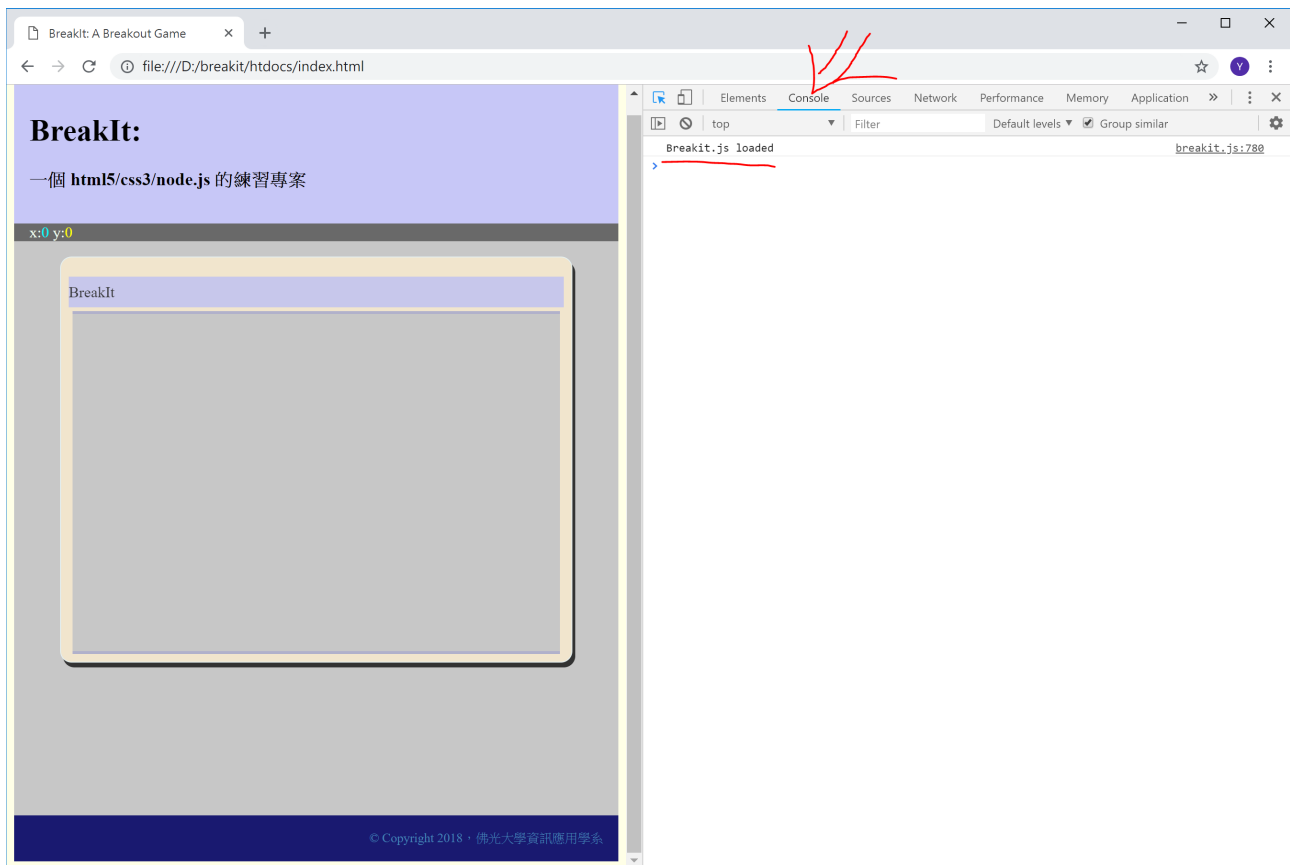 BreakIt: A Breakout Game
file:///D:/breakit/htdocs/index.html
Y
BreakIt:
一個 html5/css3/node.js 的練習專案
x:0 y:0
BreakIt
© Copyright 2018，佛光大學資訊應用學系
Elements Console Sources Network Performance Memory Application »
top Filter Default levels Group similar
Breakit.js loaded breakit.js:780